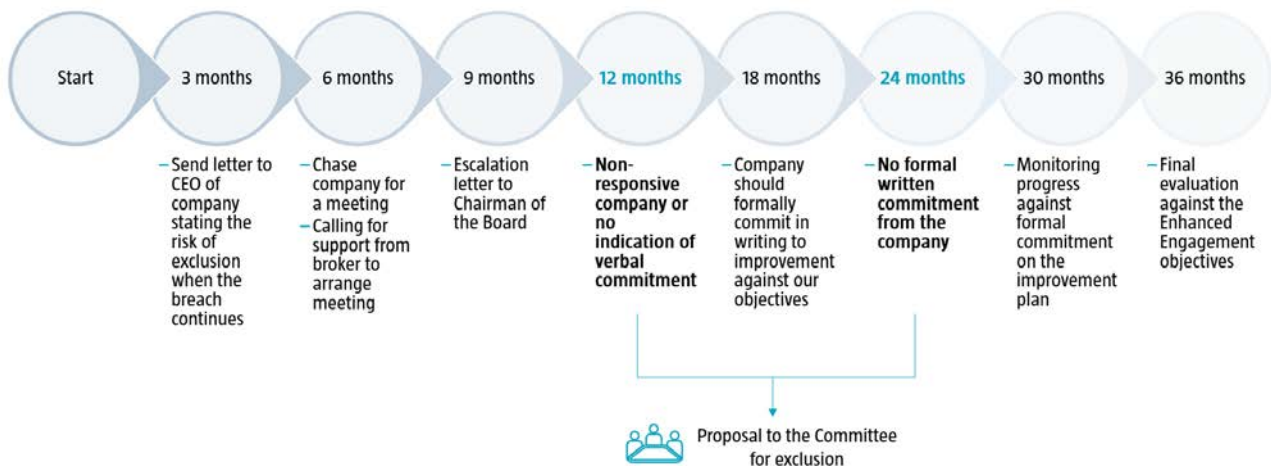 Start
3 months
6 months
9 months
12 months
18 months
24 months
30 months
36 months
– Send letter to
CEO of
company
stating the
risk of
exclusion
when the
breach
continues
– Chase
company for
a meeting
– Calling for
support from
broker to
arrange
meeting
– Escalation
letter to
Chairman of
the Board
– Non-
responsive
company or
no
indication of
verbal
commitment
– Company
should
formally
commit in
writing to
improvement
against our
objectives
– No formal
written
commitment
from the
company
– Monitoring
progress
against
formal
commitment
on the
improvement
plan
– Final
evaluation
against the
Enhanced
Engagement
objectives
Proposal to the Committee
for exclusion